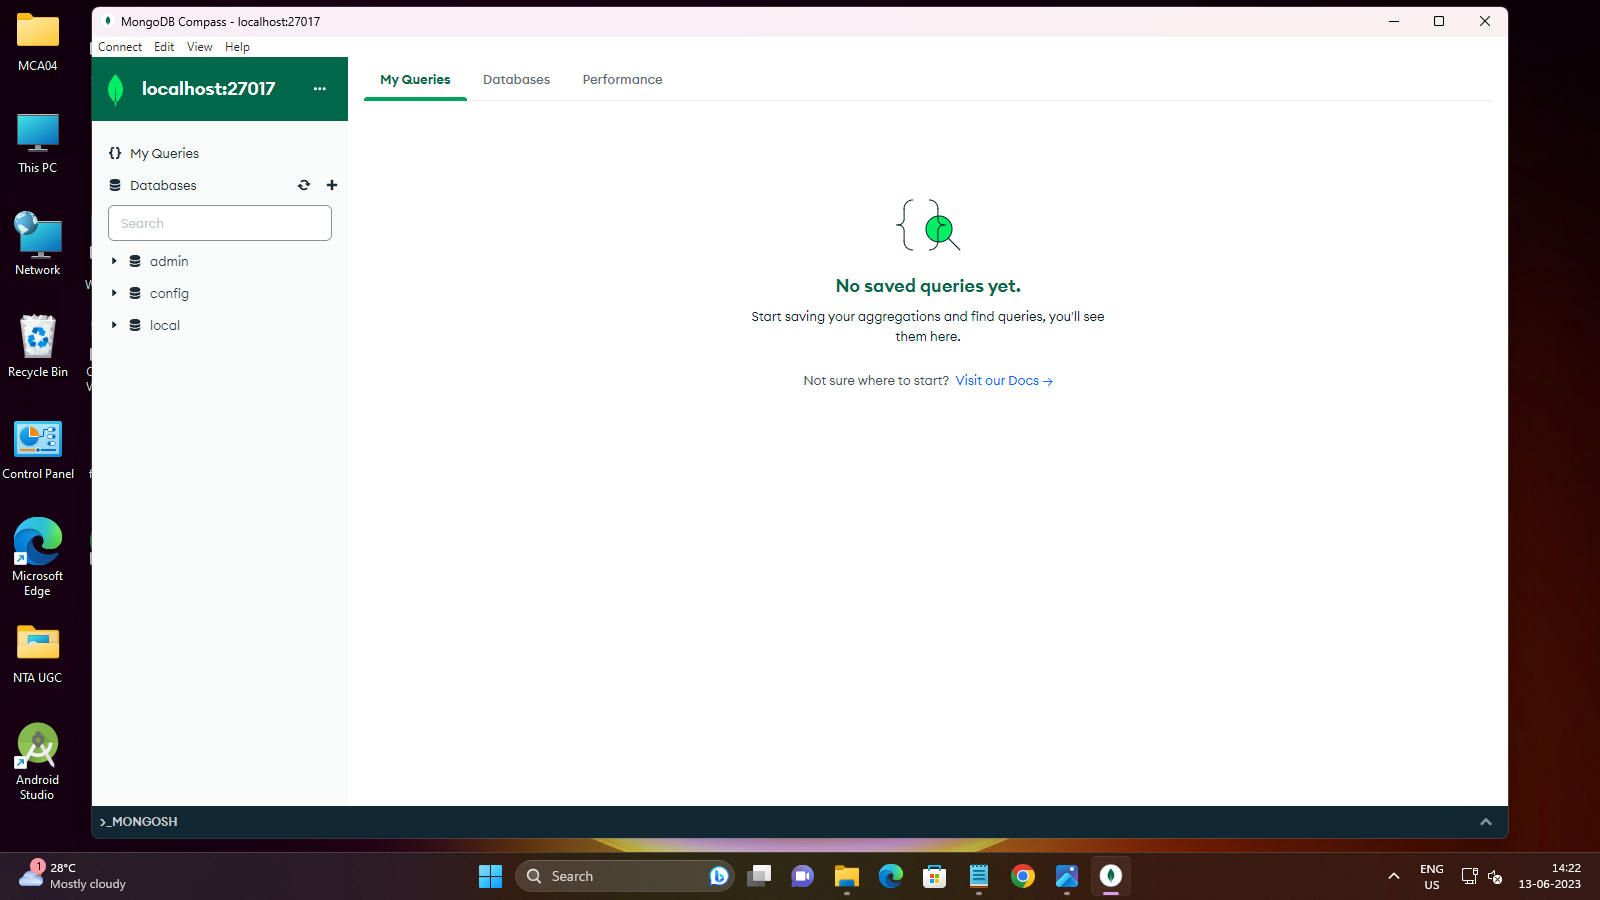 MCA04
This PC
Network
Recycle Bin
Control Panel
Microsoft
Edge
NTA UGC
Android
Studio
MongoDB Compass - localhost:27017
Connect Edit View Help
localhost:27017 ...
{} My Queries
Databases
Search
admin
config
local
My Queries Databases Performance
No saved queries yet.
Start saving your aggregations and find queries, you'll see
them here.
Not sure where to start? Visit our Docs →
>_MONGOSH
1
28°C
Mostly cloudy
Search
ENG
US
14:22
13-06-2023